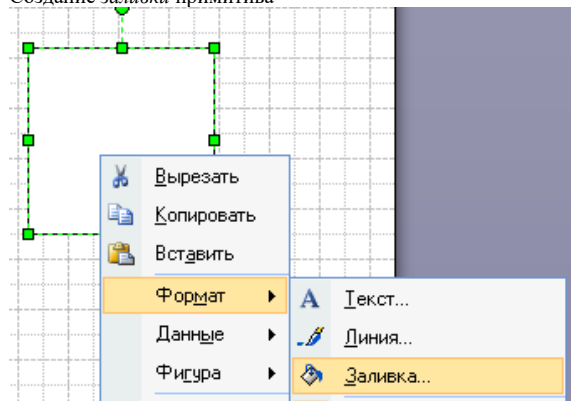 Создание заливки примитива
Вырезать
Копировать
Вставить
Формат
Данные
Фигура
Текст...
Линия...
Заливка...